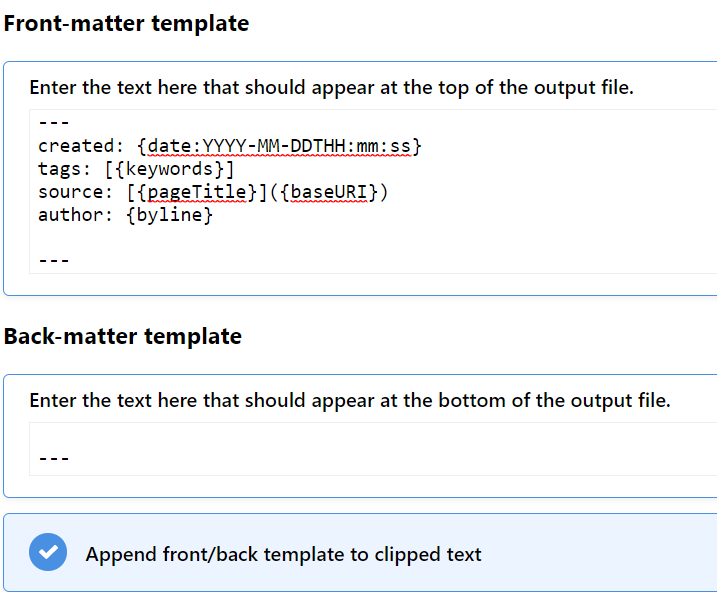 Front-matter template
Enter the text here that should appear at the top of the output file.
---
created: {date:YYYY-MM-DDTHH:mm:ss}
tags: [{keywords}]
source: [{pageTitle}]({baseURI})
author: {byline}
---
Back-matter template
Enter the text here that should appear at the bottom of the output file.
---
Append front/back template to clipped text